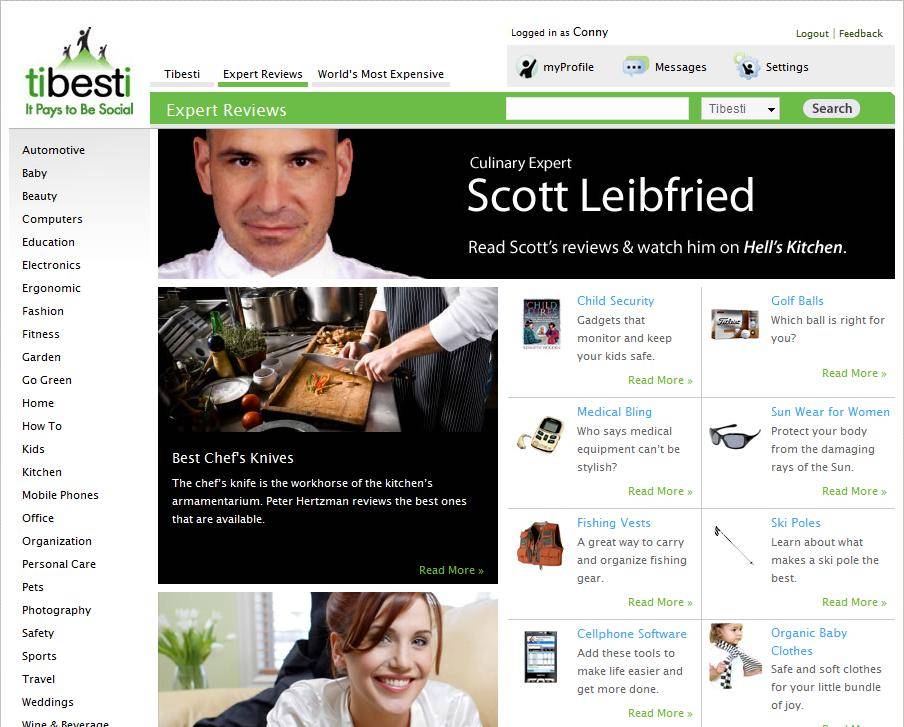 Logged in as Conny
Logout | Feedback
tibesti
It Pays to Be Social
Tibesti
Expert Reviews
World's Most Expensive
myProfile
Messages
Settings
Expert Reviews
Tibesti
Search
Automotive
Baby
Beauty
Computers
Education
Electronics
Ergonomic
Fashion
Fitness
Garden
Go Green
Home
How To
Kids
Kitchen
Mobile Phones
Office
Organization
Personal Care
Pets
Photography
Safety
Sports
Travel
Weddings
Wine & Beverage
Culinary Expert
Scott Leibfried
Read Scott's reviews & watch him on Hell's Kitchen.
Best Chef's Knives
The chef's knife is the workhorse of the kitchen's
armamentarium. Peter Hertzman reviews the best ones
that are available.
Read More »
CHILD
Child Security
Gadgets that
monitor and keep
your kids safe.
Read More »
Titleist
Golf Balls
Which ball is right for
you?
Read More »
Medical Bling
Who says medical
equipment can't be
stylish?
Read More »
Sun Wear for Women
Protect your body
from the damaging
rays of the Sun.
Read More »
Fishing Vests
A great way to carry
and organize fishing
gear.
Read More »
Ski Poles
Learn about what
makes a ski pole the
best.
Read More »
Cellphone Software
Add these tools to
make life easier and
get more done.
Read More »
Organic Baby
Clothes
Safe and soft clothes
for your little bundle
of joy.